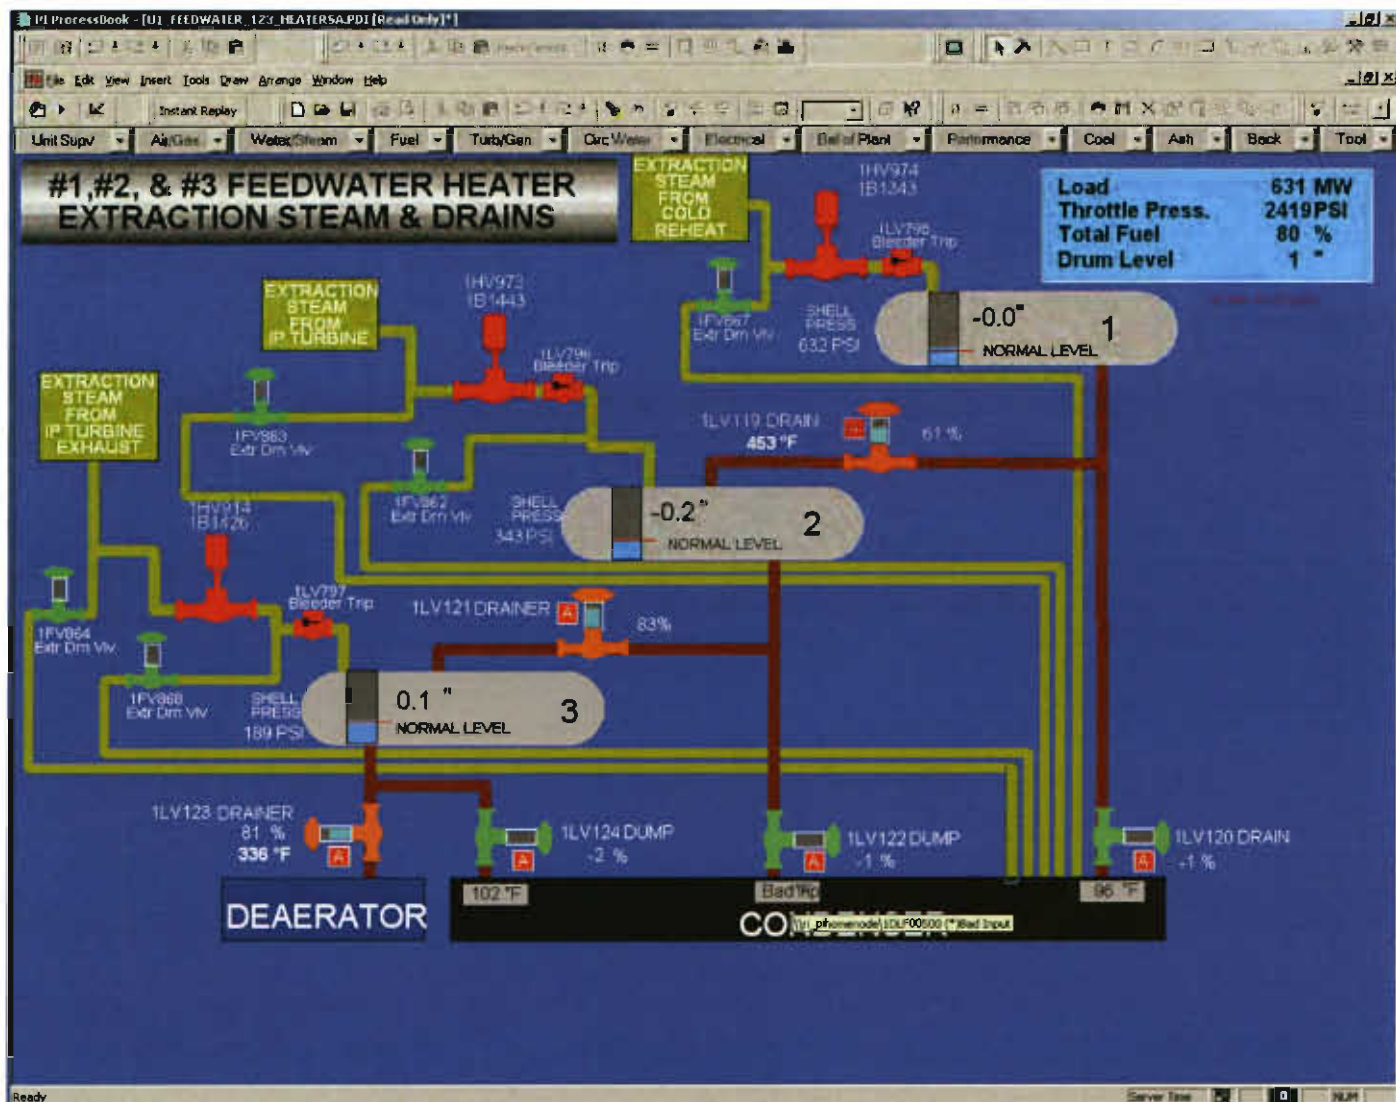 PI ProcessBook - [U1_FEEDWATER_123_HEATERSA.PDI [Read Only]*]
File Edit View Insert Tools Draw Arrange Window Help
Instant Replay
Unit Supv Air/Gas Water/Steam Fuel Turb/Gen Circ Water Electrical Bal of Plant Performance Coal Ash Back Tool
#1,#2, & #3 FEEDWATER HEATER
EXTRACTION STEAM & DRAINS
EXTRACTION
STEAM
FROM
COLD
REHEAT
1HV974
1B1343
1LV795
Bleeder Trip
Load 631 MW
Throttle Press. 2419 PSI
Total Fuel 80 %
Drum Level 1 "
EXTRACTION
STEAM
FROM
IP TURBINE
1HV973
1B1443
1LV796
Bleeder Trip
1FV867
SHELL
PRESS
632 PSI
-0.0"
NORMAL LEVEL
1
EXTRACTION
STEAM
FROM
IP TURBINE
EXHAUST
1FV863
Extr Drn Vlv
1LV119 DRAIN
453 °F
61 %
1FV862
Extr Drn Vlv
SHELL
PRESS
343 PSI
-0.2"
NORMAL LEVEL
2
1HV914
1B1426
1LV797
Bleeder Trip
1LV121 DRAINER
A
83%
1FV864
Extr Drn Vlv
1FV868
Extr Drn Vlv
SHELL
PRESS
189 PSI
0.1 "
NORMAL LEVEL
3
1LV123 DRAINER
81 %
336 °F
A
1LV124 DUMP
-2 %
A
1LV122 DUMP
-1 %
A
1LV120 DRAIN
-1 %
A
102 °F
96 °F
DEAERATOR
Bad Input
Ready
Server Time
NUM